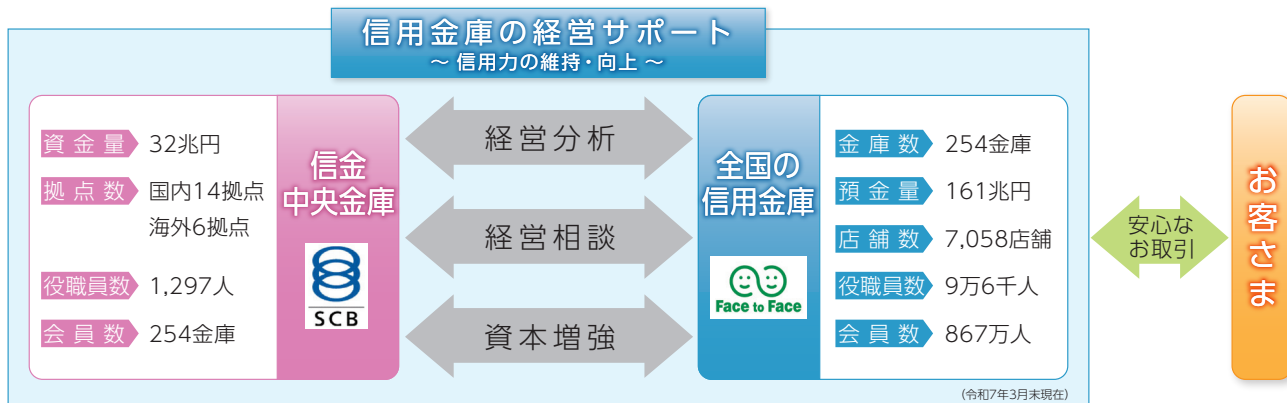 信用金庫の経営サポート
～ 信用力の維持・向上 ～
資金量 32兆円
拠点数 国内14拠点
海外6拠点
役職員数 1,297人
会員数 254金庫
信金
中央金庫
SCB
経営分析
経営相談
資本増強
全国の
信用金庫
Face to Face
金庫数 254金庫
預金量 161兆円
店舗数 7,058店舗
役職員数 9万6千人
会員数 867万人
(令和7年3月末現在)
安心な
お取引
お客さま